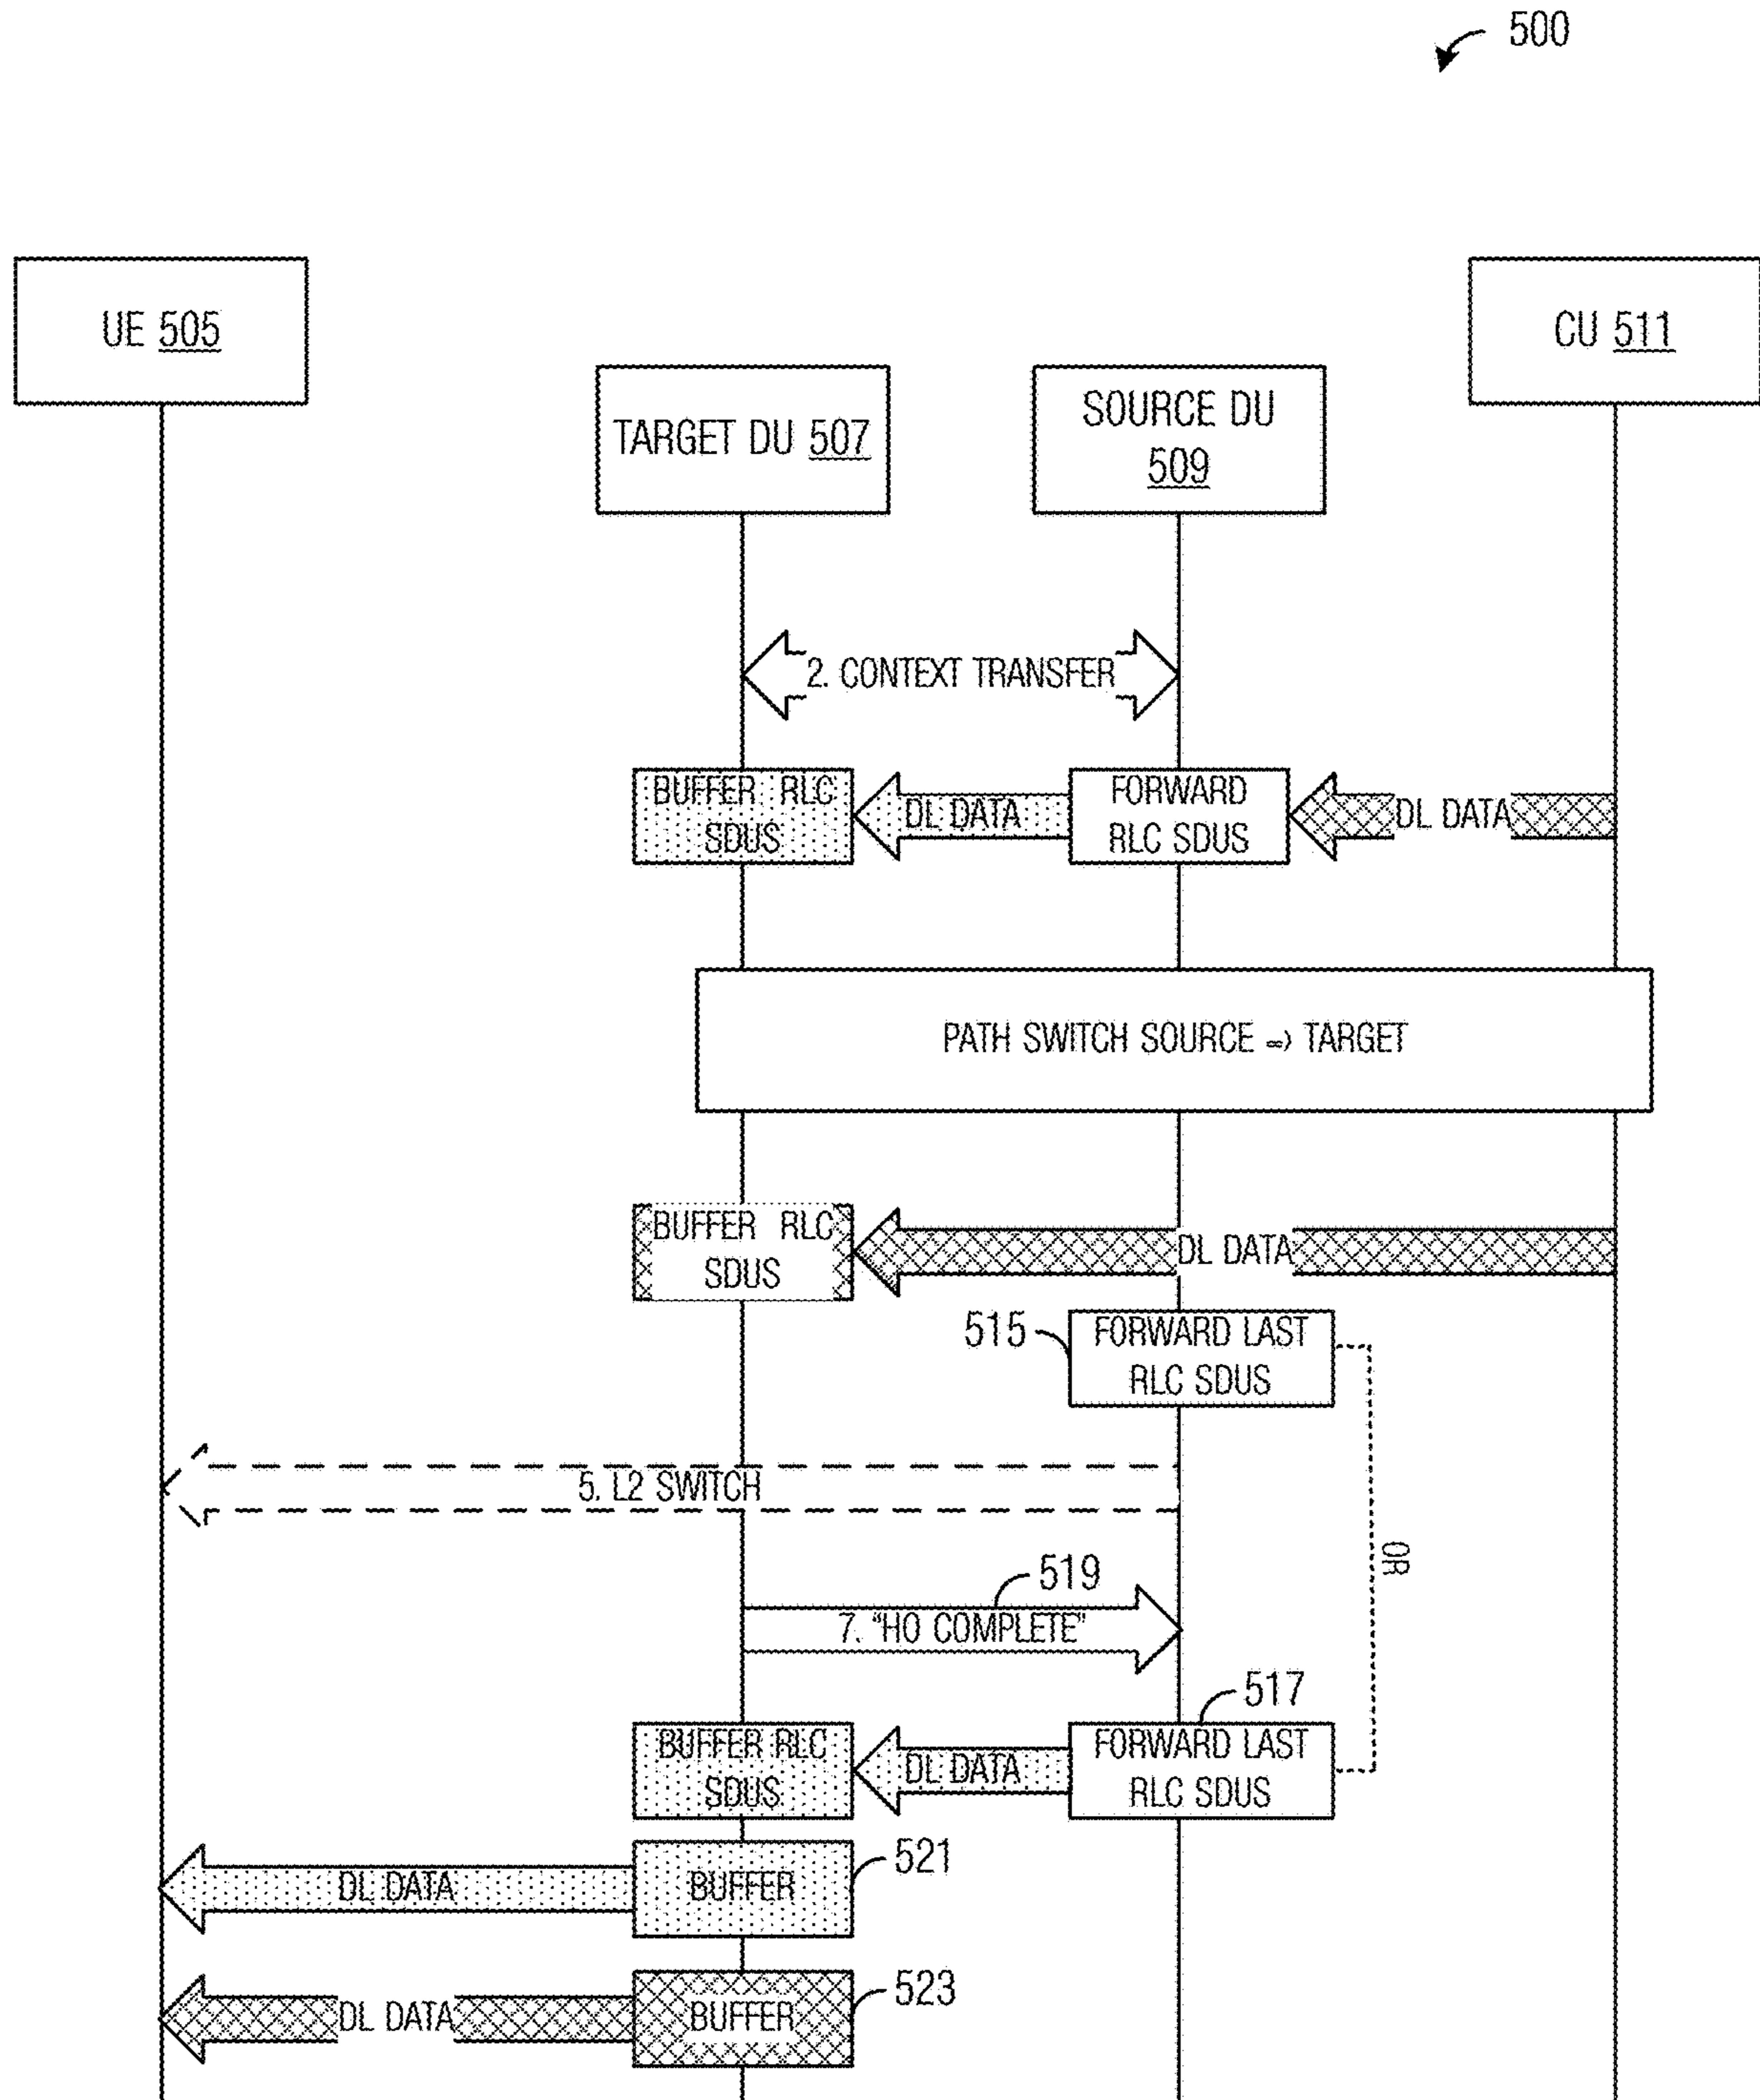 500
UE 505
CU 511
TARGET DU 507
SOURCE DU
509
2. CONTEXT TRANSFER
BUFFER RLC
SDUS
DL DATA
FORWARD
RLC SDUS
DL DATA
PATH SWITCH SOURCE => TARGET
BUFFER RLC
SDUS
DL DATA
515
FORWARD LAST
RLC SDUS
5. L2 SWITCH
OR
519
7. "HO COMPLETE"
517
BUFFER RLC
SDUS
DL DATA
FORWARD LAST
RLC SDUS
DL DATA
BUFFER
521
DL DATA
BUFFER
523